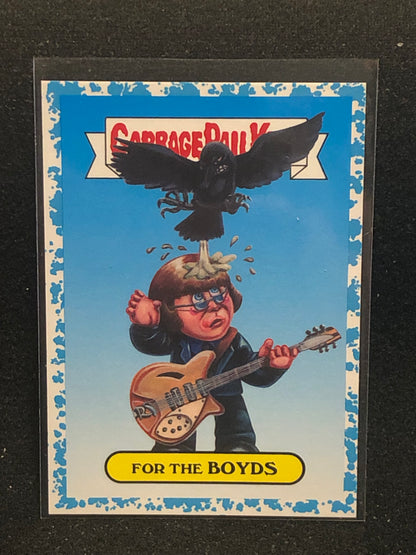 GARBAGE PAIL
FOR THE BOYDS